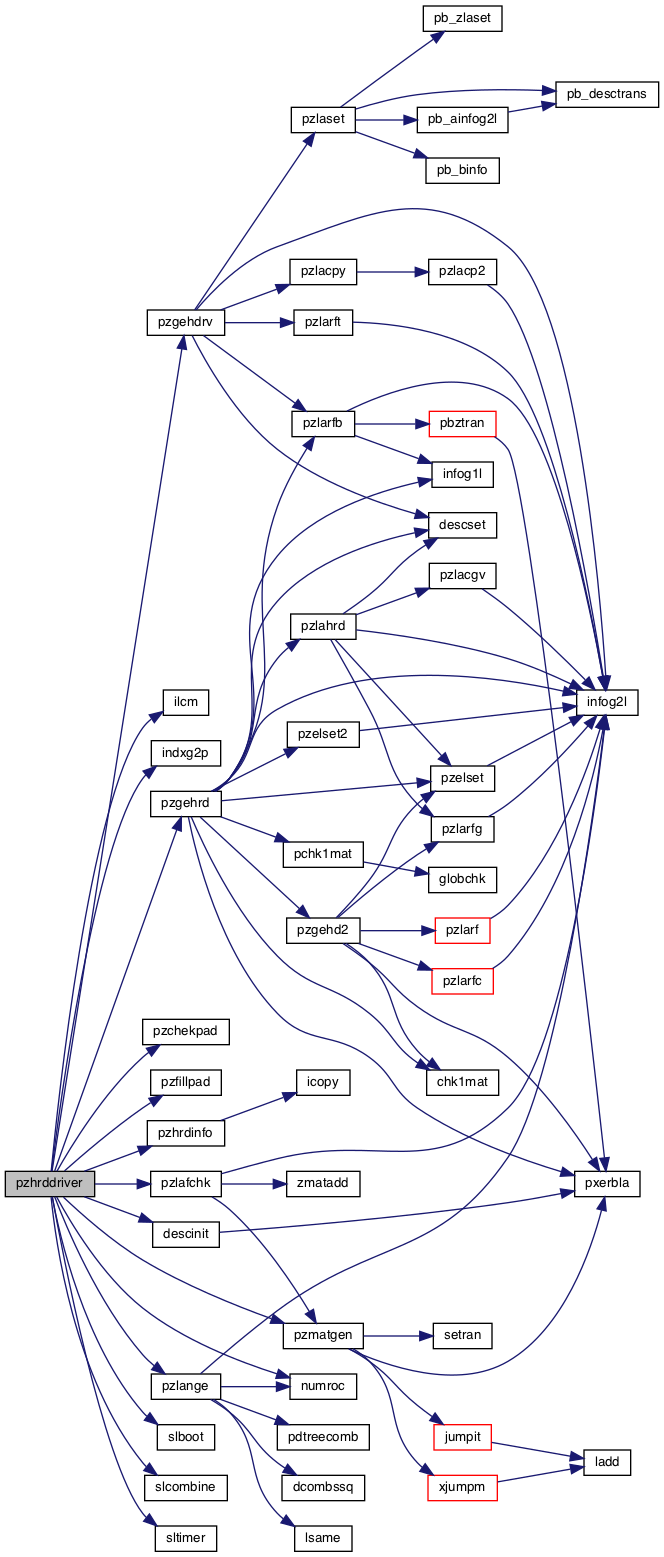 pb_zlaset
pb_desctrans
pzlaset
pb_ainfog2l
pb_binfo
pzlacpy
pzlacp2
pzgehdrv
pzlarft
pzlarfb
pbztran
infog1l
descset
pzlacgv
pzlahrd
ilcm
infog2l
pzelset2
indxg2p
pzelset
pzgehrd
pzlarfg
pchk1mat
globchk
pzgehd2
pzlarf
pzlarfc
pzchekpad
pzfillpad
icopy
chk1mat
pzhrdinfo
pzhrddriver
pzlafchk
zmatadd
pxerbla
descinit
pzmatgen
setran
pzlange
numroc
slboot
pdtreecomb
jumpit
ladd
slcombine
dcombssq
xjumpm
sltimer
lsame